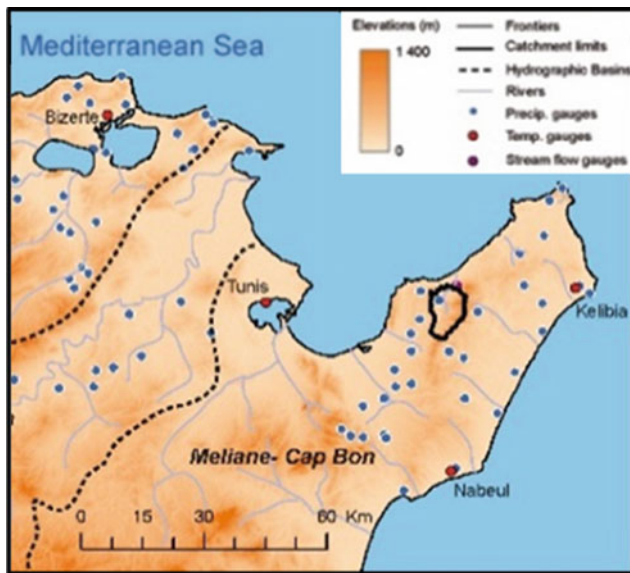 Mediterranean Sea
Elevations (m)
1 400
0
Frontiers
Catchment limits
Hydrographic Basins
Rivers
Precip. gauges
Temp. gauges
Stream flow gauges
Bizerte
Tunis
Kelibia
Meliane- Cap Bon
Nabeul
0 15 30 60 Km